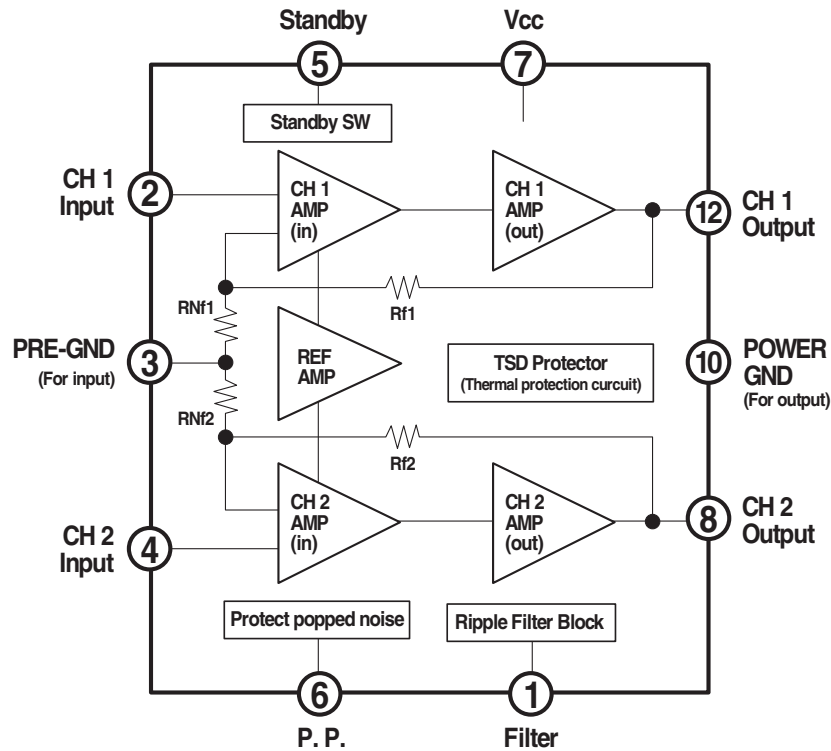 Standby
Vcc
5
7
Standby SW
CH 1
Input
2
CH 1
AMP
(in)
CH 1
AMP
(out)
12
CH 1
Output
RNf1
Rf1
PRE-GND
(For input)
3
REF
AMP
TSD Protector
(Thermal protection curcuit)
10
POWER
GND
(For output)
RNf2
Rf2
CH 2
Input
4
CH 2
AMP
(in)
CH 2
AMP
(out)
8
CH 2
Output
Protect popped noise
Ripple Filter Block
6
1
P. P.
Filter